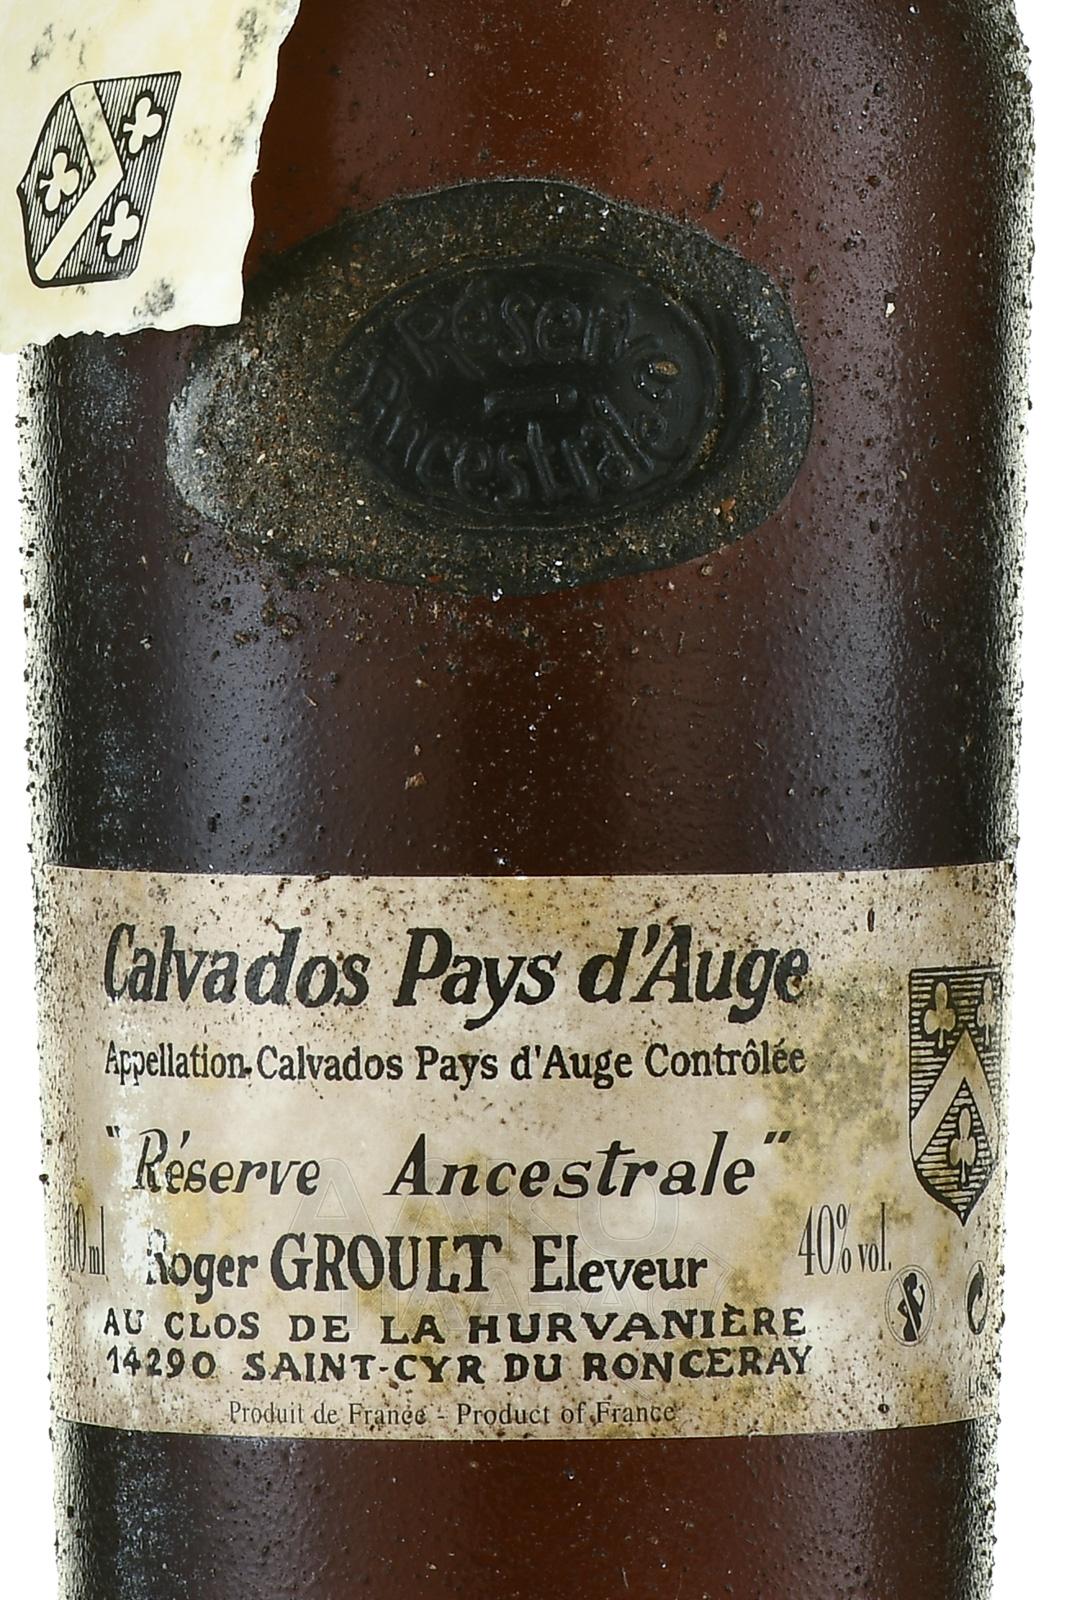 Réserve
Ancestrale
Calvados Pays d'Auge
Appellation Calvados Pays d'Auge Contrôlée
"Réserve Ancestrale"
40% vol.
Roger GROULT Eleveur
AU CLOS DE LA HURVANIÈRE
14290 SAINT-CYR DU RONCERAY
Produit de France - Product of France